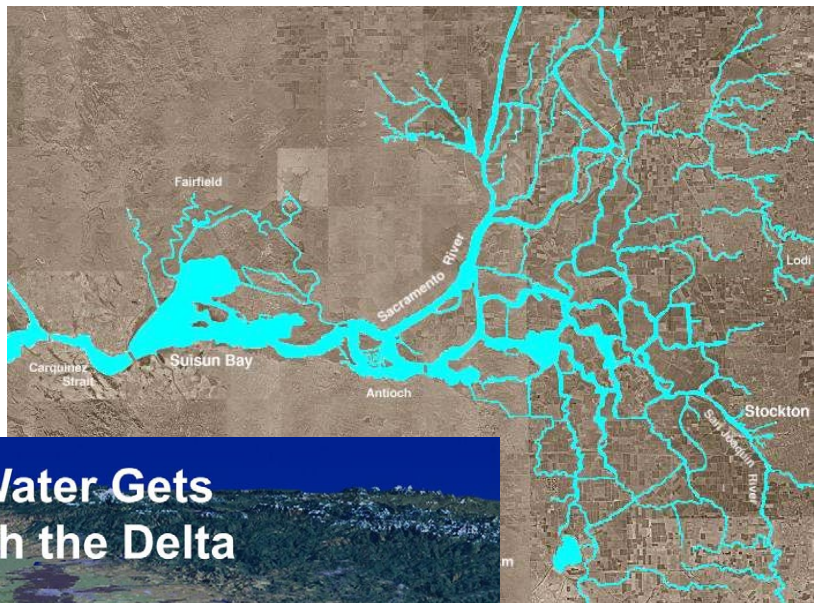 Fairfield
Sacramento River
Lodi
Suisun Bay
Carquinez
Strait
Antioch
Stockton
San Joaquin River
Water Gets
h the Delta
m